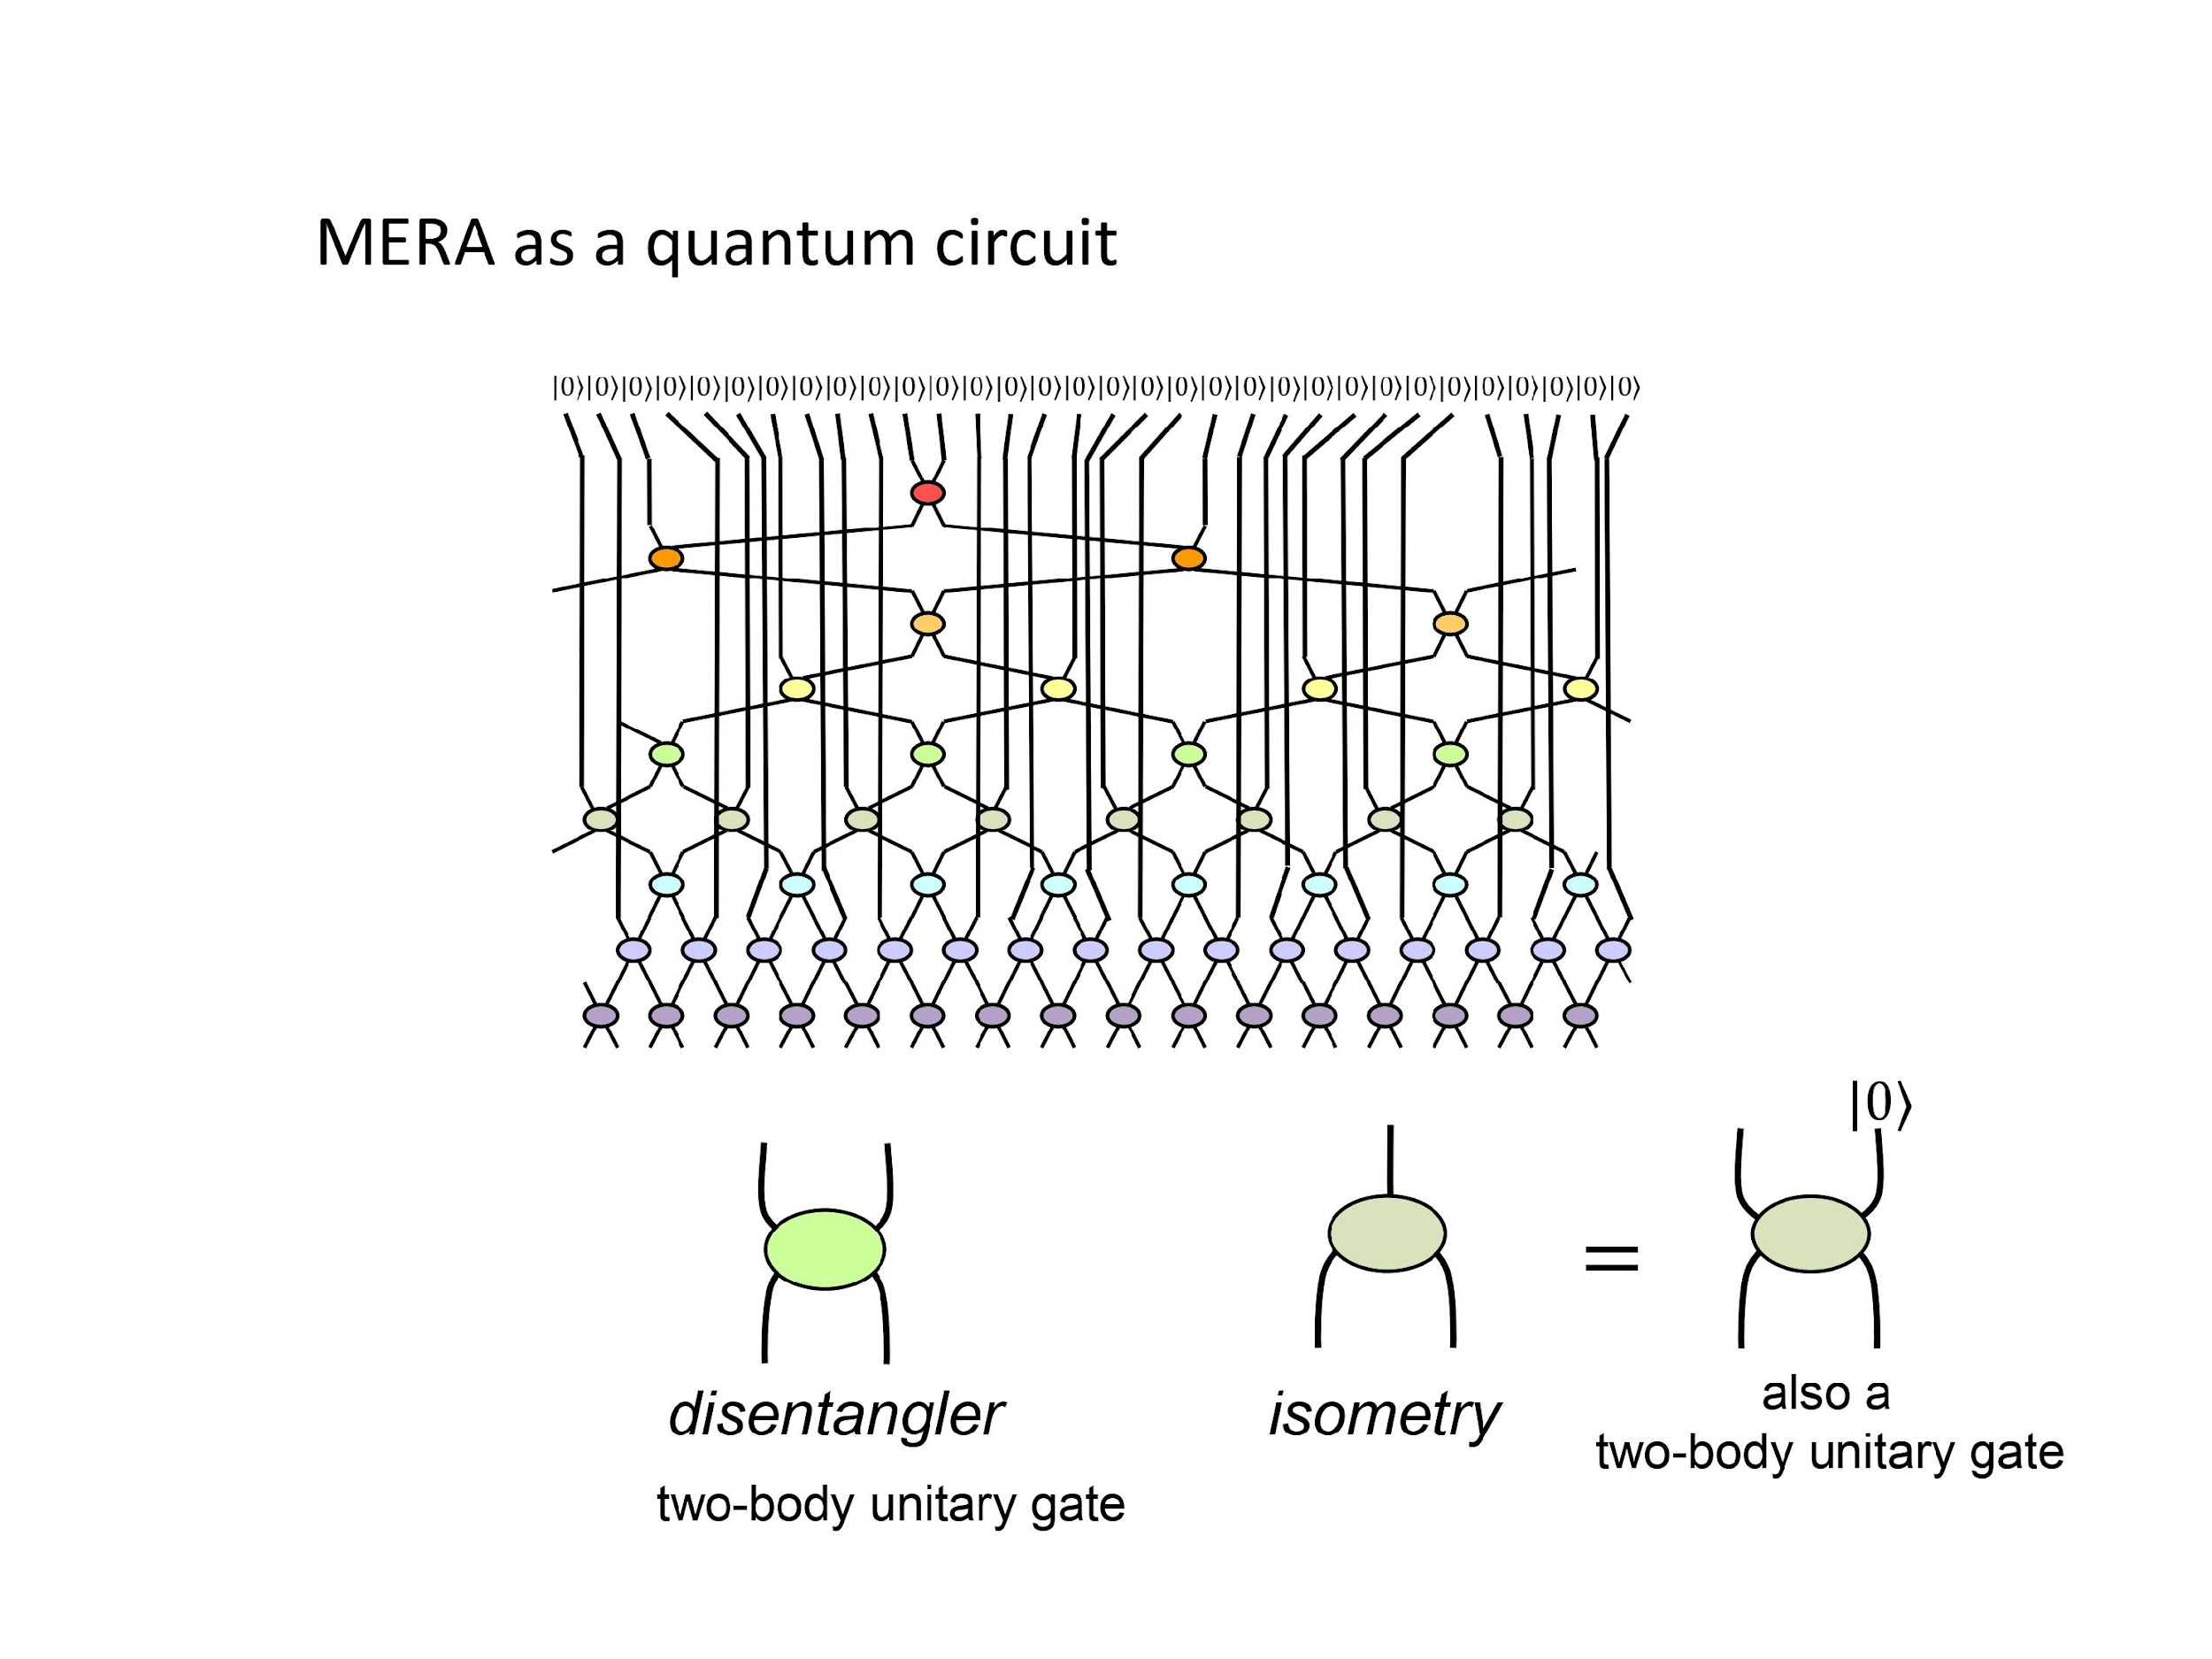 MERA as a quantum circuit
|0⟩|0⟩|0⟩|0⟩|0⟩|0⟩|0⟩|0⟩|0⟩|0⟩|0⟩|0⟩|0⟩|0⟩|0⟩|0⟩|0⟩|0⟩|0⟩|0⟩|0⟩|0⟩|0⟩|0⟩|0⟩|0⟩|0⟩|0⟩|0⟩|0⟩|0⟩|0⟩
|0⟩
=
disentangler
two-body unitary gate
isometry
also a
two-body unitary gate